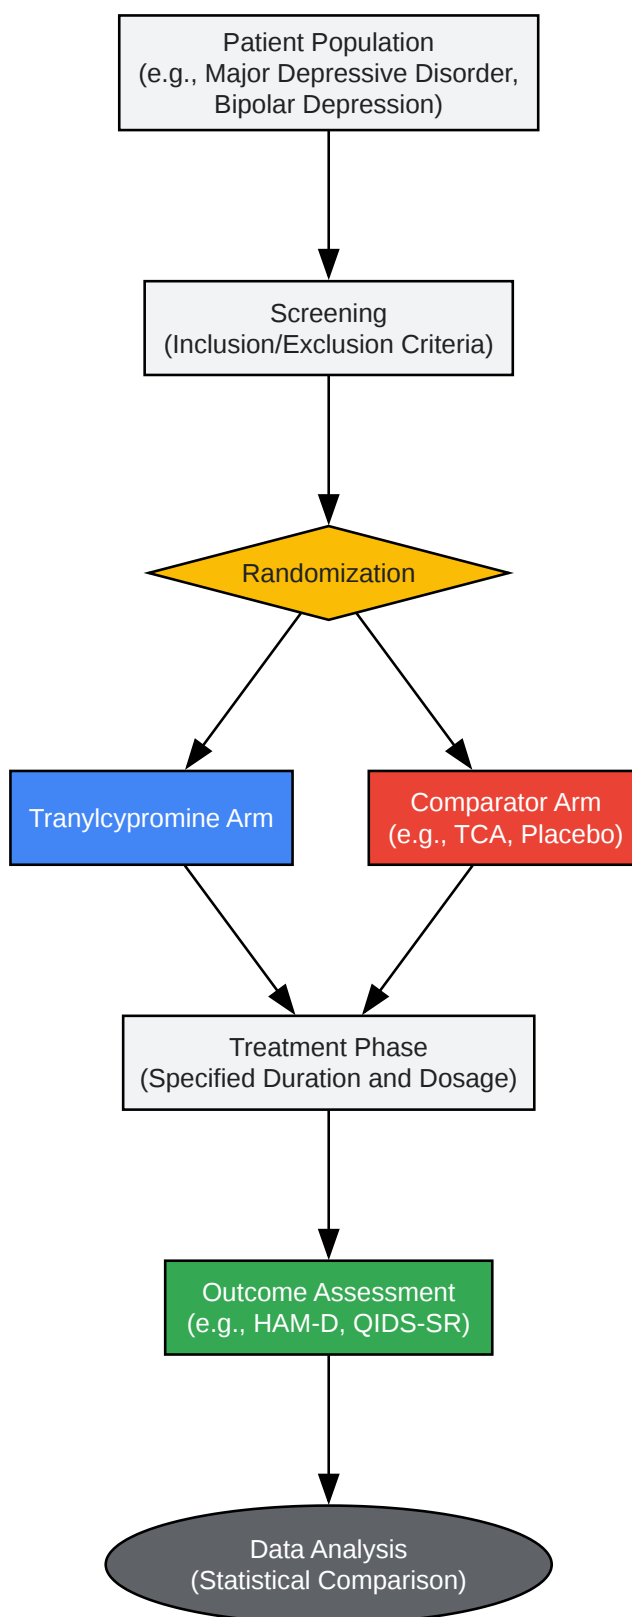 Patient Population
(e.g., Major Depressive Disorder,
Bipolar Depression)
Screening
(Inclusion/Exclusion Criteria)
Randomization
Tranylcypromine Arm
Comparator Arm
(e.g., TCA, Placebo)
Treatment Phase
(Specified Duration and Dosage)
Outcome Assessment
(e.g., HAM-D, QIDS-SR)
Data Analysis
(Statistical Comparison)